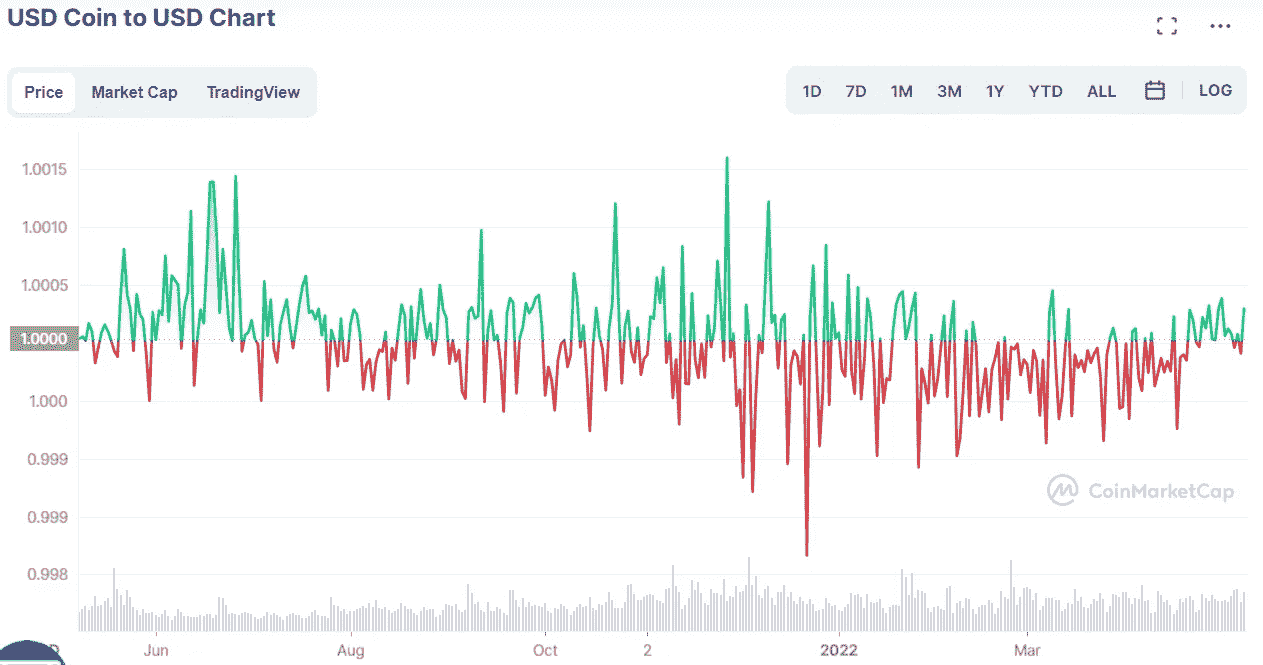 USD Coin to USD Chart
Price Market Cap TradingView
1D 7D 1M 3M 1Y YTD ALL LOG
1.0015
1.0010
1.0005
1.0000
1.000
0.999
CoinMarketCap
0.999
0.998
Jun Aug Oct 2 2022 Mar